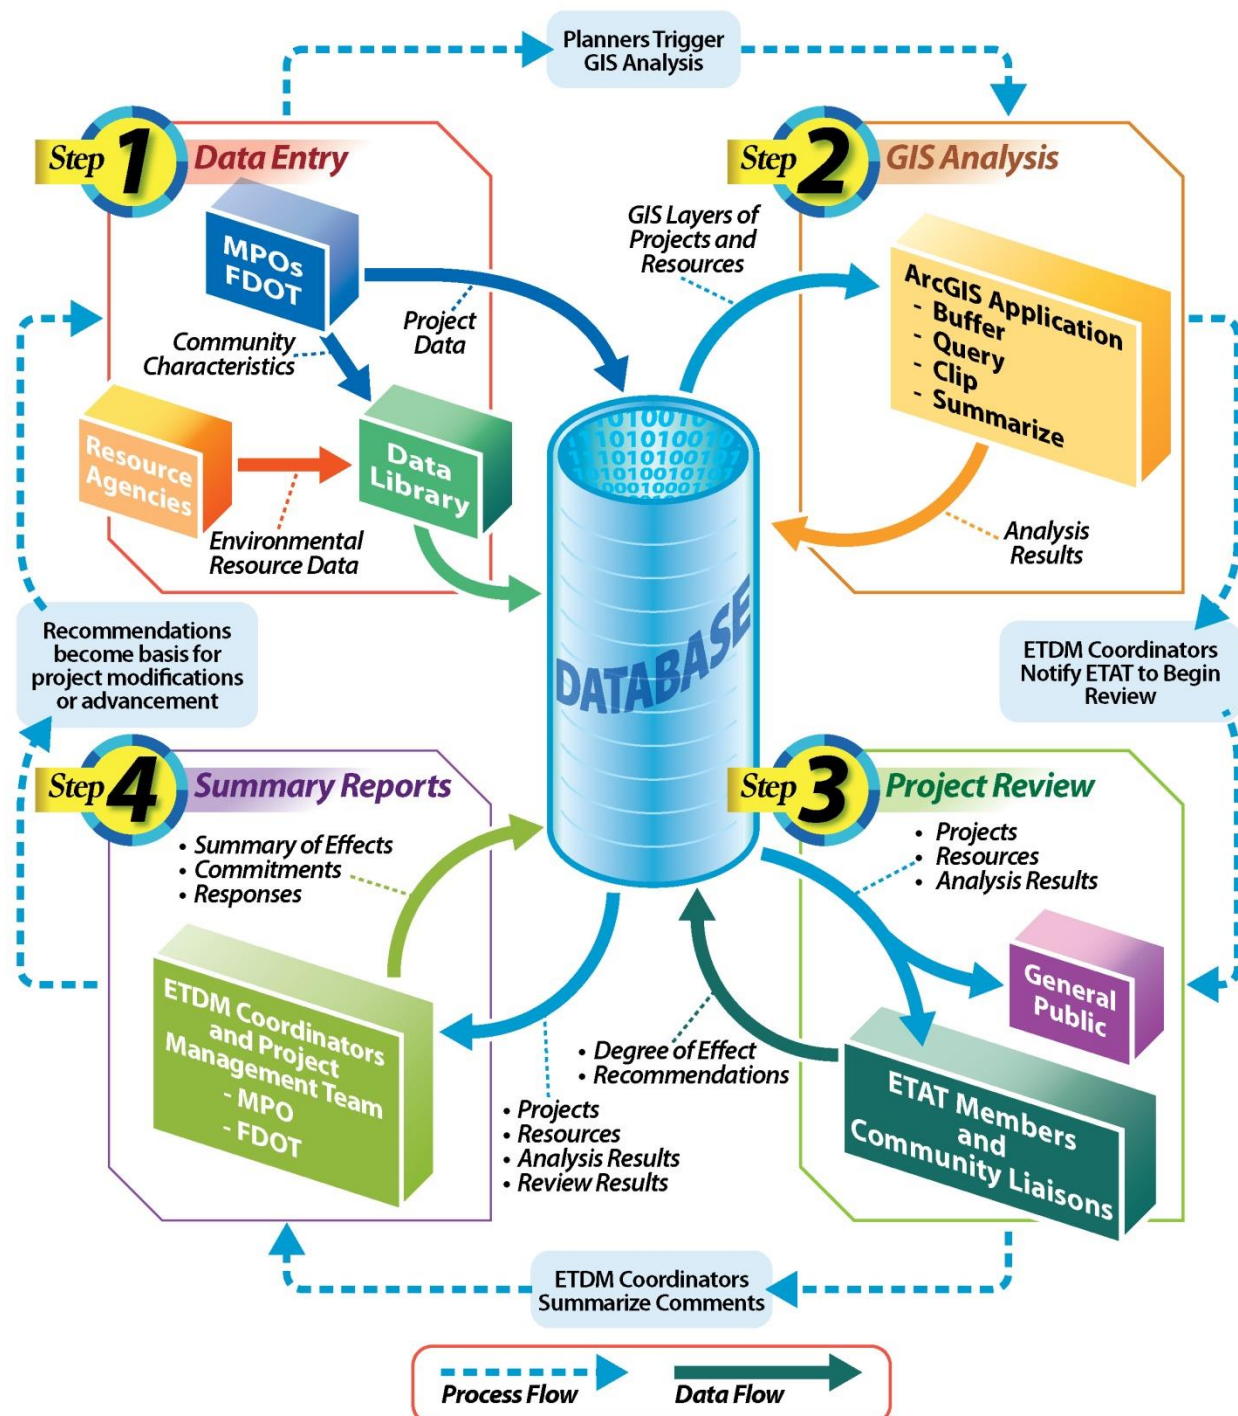 Planners Trigger
GIS Analysis
Step 1 Data Entry
MPOs
FDOT
Project
Data
Community
Characteristics
Resource
Agencies
Data
Library
Environmental
Resource Data
Step 2 GIS Analysis
GIS Layers of
Projects and
Resources
ArcGIS Application
- Buffer
- Query
- Clip
- Summarize
Analysis
Results
DATABASE
Recommendations
become basis for
project modifications
or advancement
ETDM Coordinators
Notify ETAT to Begin
Review
Step 4 Summary Reports
• Summary of Effects
• Commitments
• Responses
ETDM Coordinators
and Project
Management Team
- MPO
- FDOT
• Projects
• Resources
• Analysis Results
• Review Results
Step 3 Project Review
• Projects
• Resources
• Analysis Results
General
Public
• Degree of Effect
• Recommendations
ETAT Members
and
Community Liaisons
ETDM Coordinators
Summarize Comments
Process Flow
Data Flow